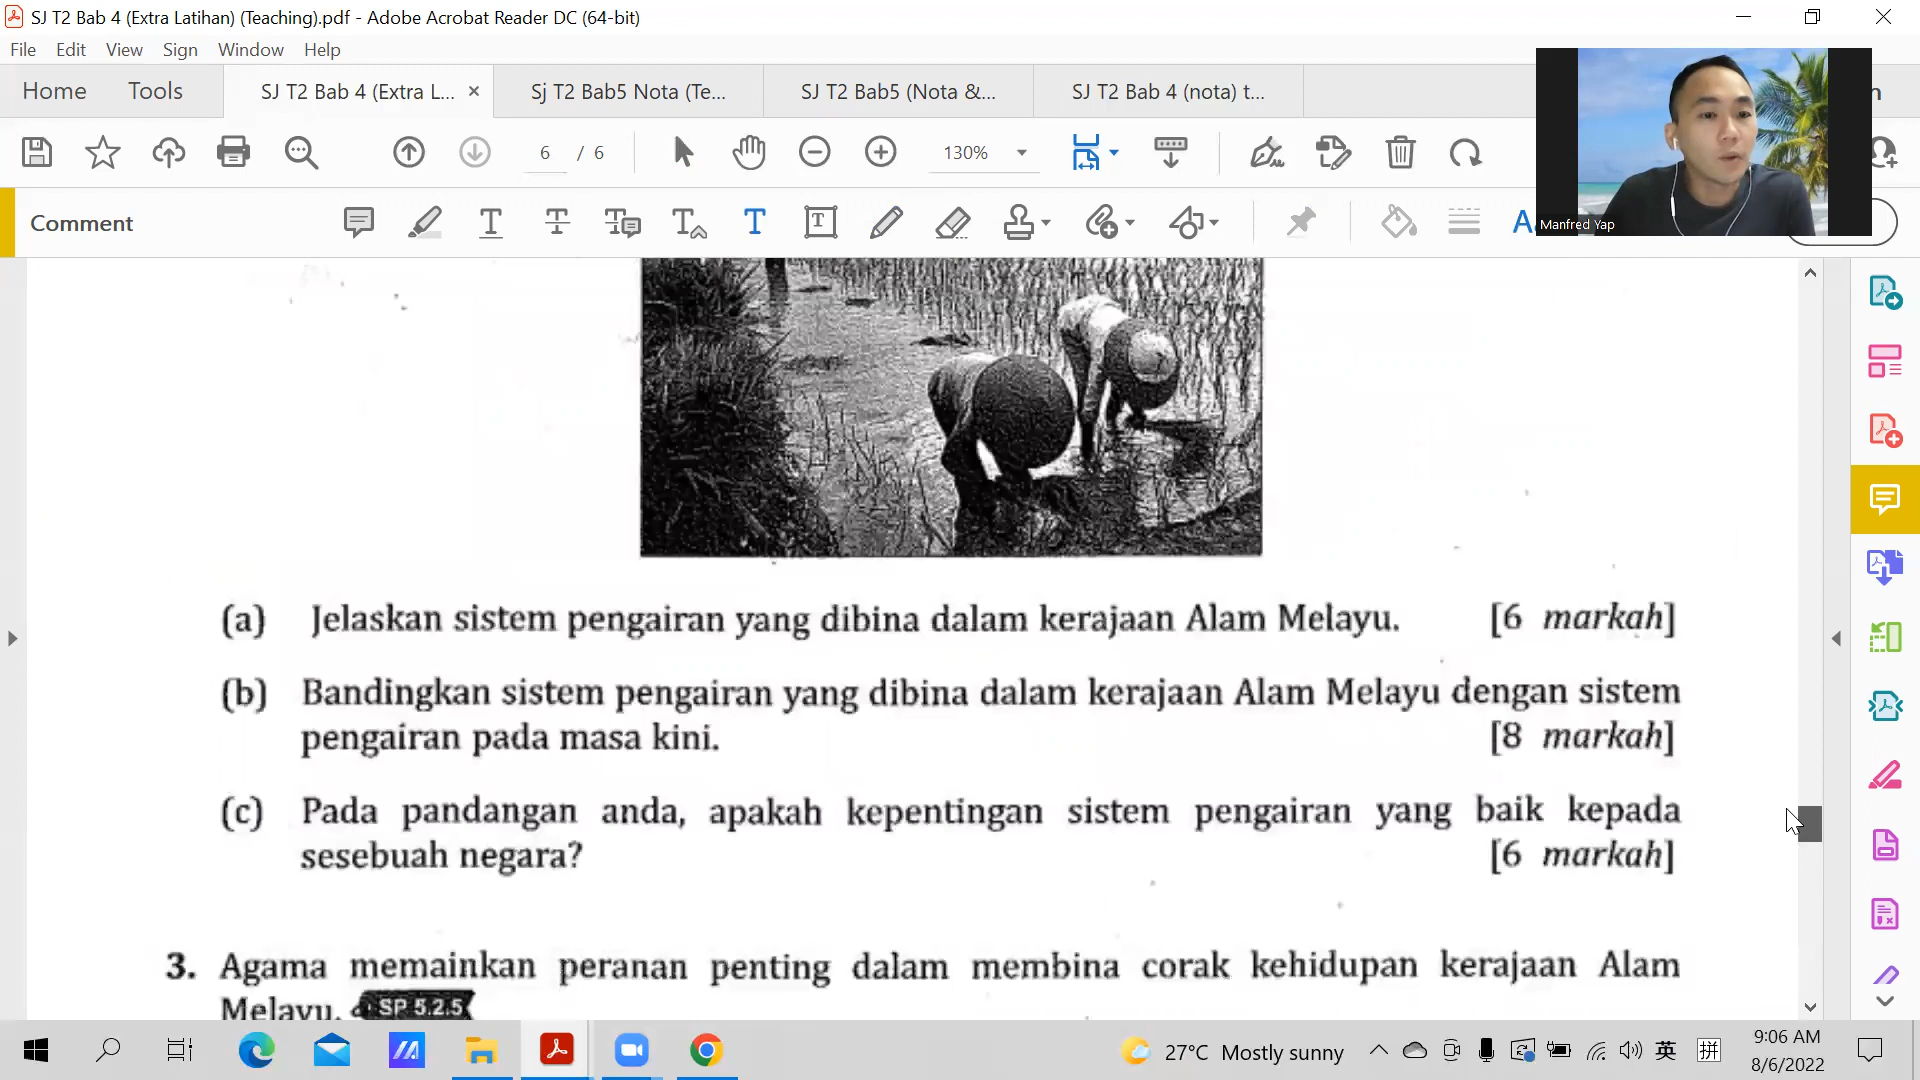 SJ T2 Bab 4 (Extra Latihan) (Teaching).pdf - Adobe Acrobat Reader DC (64-bit)
File Edit View Sign Window Help
Home Tools SJ T2 Bab 4 (Extra L... Sj T2 Bab5 Nota (Te... SJ T2 Bab5 (Nota &... SJ T2 Bab 4 (nota) t...
6 / 6 130%
Comment
Manfred Yap
(a) Jelaskan sistem pengairan yang dibina dalam kerajaan Alam Melayu. [6 markah]
(b) Bandingkan sistem pengairan yang dibina dalam kerajaan Alam Melayu dengan sistem
pengairan pada masa kini. [8 markah]
(c) Pada pandangan anda, apakah kepentingan sistem pengairan yang baik kepada
sesebuah negara? [6 markah]
3. Agama memainkan peranan penting dalam membina corak kehidupan kerajaan Alam
Melayu. SP 5.2.5
27°C Mostly sunny 英 拼 9:06 AM
8/6/2022